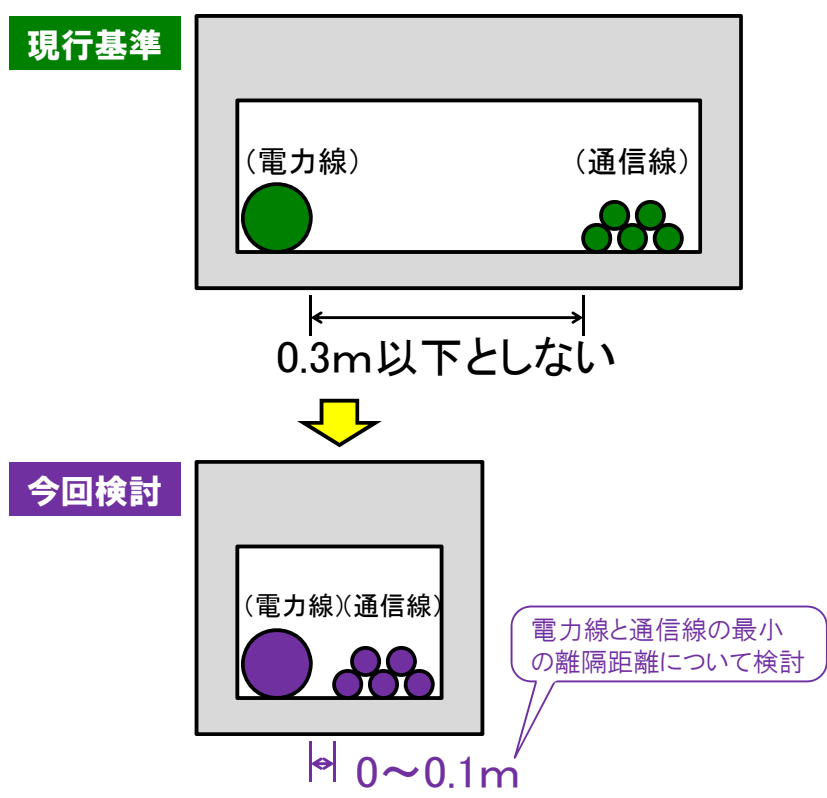 現行基準
（電力線）
（通信線）
0.3ｍ以下としない
今回検討
（電力線）（通信線）
電力線と通信線の最小
の離隔距離について検討
0～0.1ｍ